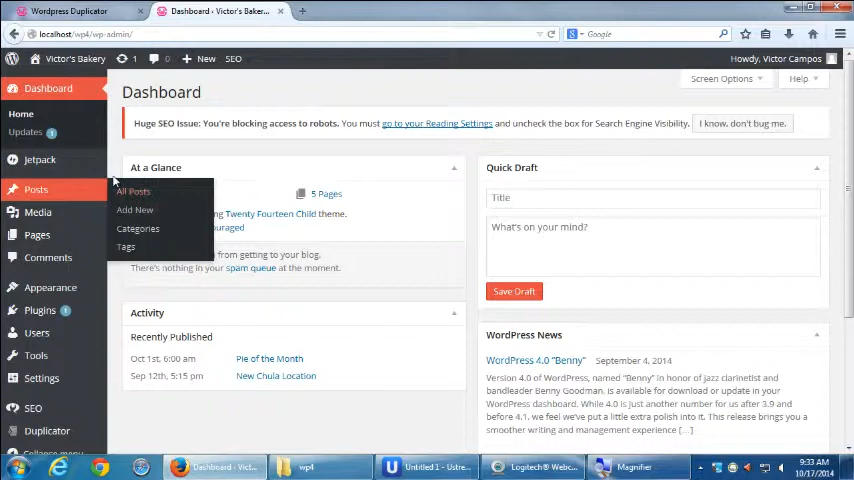 Wordpress Duplicator
Dashboard ‹ Victor's Bakery...
localhost/wp4/wp-admin/
Google
Victor's Bakery
1
0
New
SEO
Howdy, Victor Campos
Dashboard
Home
Updates 1
Jetpack
Posts
Media
Pages
Comments
Appearance
Plugins 1
Users
Tools
Settings
SEO
Duplicator
Collapse menu
All Posts
Add New
Categories
Tags
Screen Options
Help
Dashboard
Huge SEO Issue: You're blocking access to robots. You must go to your Reading Settings and uncheck the box for Search Engine Visibility.
I know, don't bug me.
At a Glance
5 Pages
Twenty Fourteen Child theme.
from getting to your blog.
There's nothing in your spam queue at the moment.
Activity
Recently Published
Oct 1st, 6:00 am Pie of the Month
Sep 12th, 5:15 pm New Chula Location
Quick Draft
Title
What's on your mind?
Save Draft
WordPress News
WordPress 4.0 "Benny" September 4, 2014
Version 4.0 of WordPress, named "Benny" in honor of jazz clarinetist and
bandleader Benny Goodman, is available for download or update in your
WordPress dashboard. While 4.0 is just another number for us after 3.9 and
before 4.1, we feel we've put a little extra polish into it. This release brings you a
smoother writing and management experience [...]
Dashboard ‹ Vict...
wp4
Untitled 1 - Ustre...
Logitech® Webc...
Magnifier
9:33 AM
10/17/2014